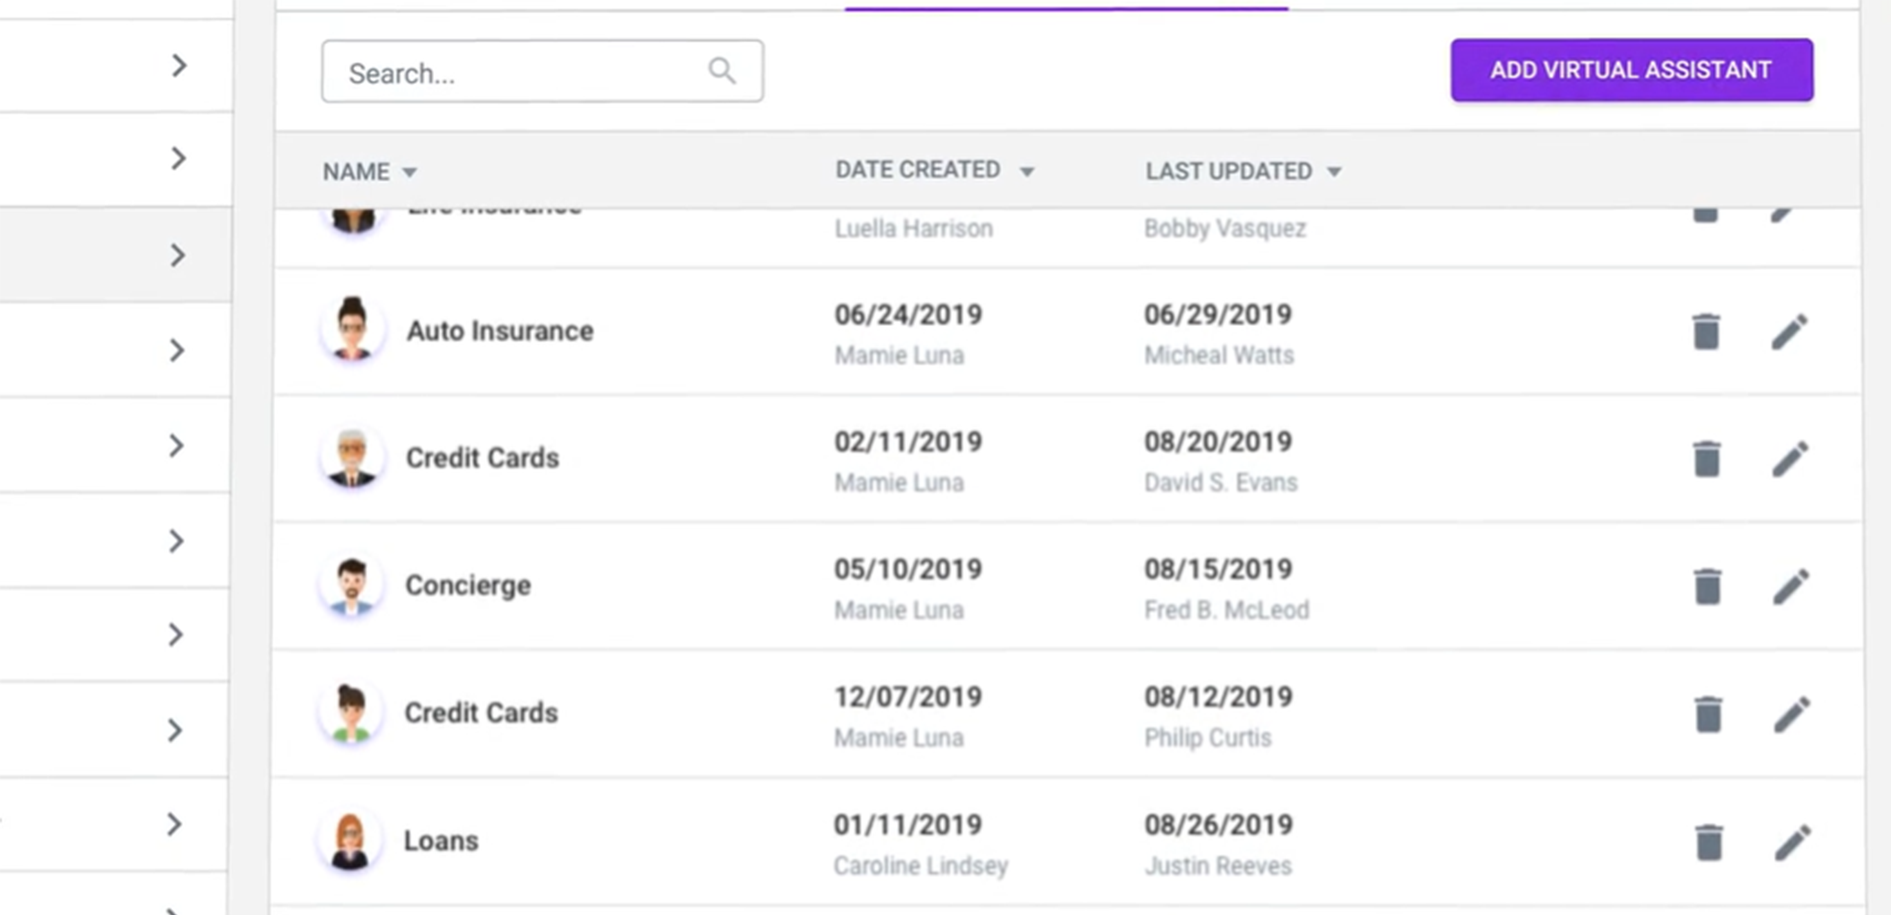 Search...
ADD VIRTUAL ASSISTANT
NAME DATE CREATED LAST UPDATED
Life Insurance
Luella Harrison Bobby Vasquez
06/24/2019 06/29/2019
Auto Insurance
Mamie Luna Micheal Watts
02/11/2019 08/20/2019
Credit Cards
Mamie Luna David S. Evans
05/10/2019 08/15/2019
Concierge
Mamie Luna Fred B. McLeod
12/07/2019 08/12/2019
Credit Cards
Mamie Luna Philip Curtis
01/11/2019 08/26/2019
Loans
Caroline Lindsey Justin Reeves